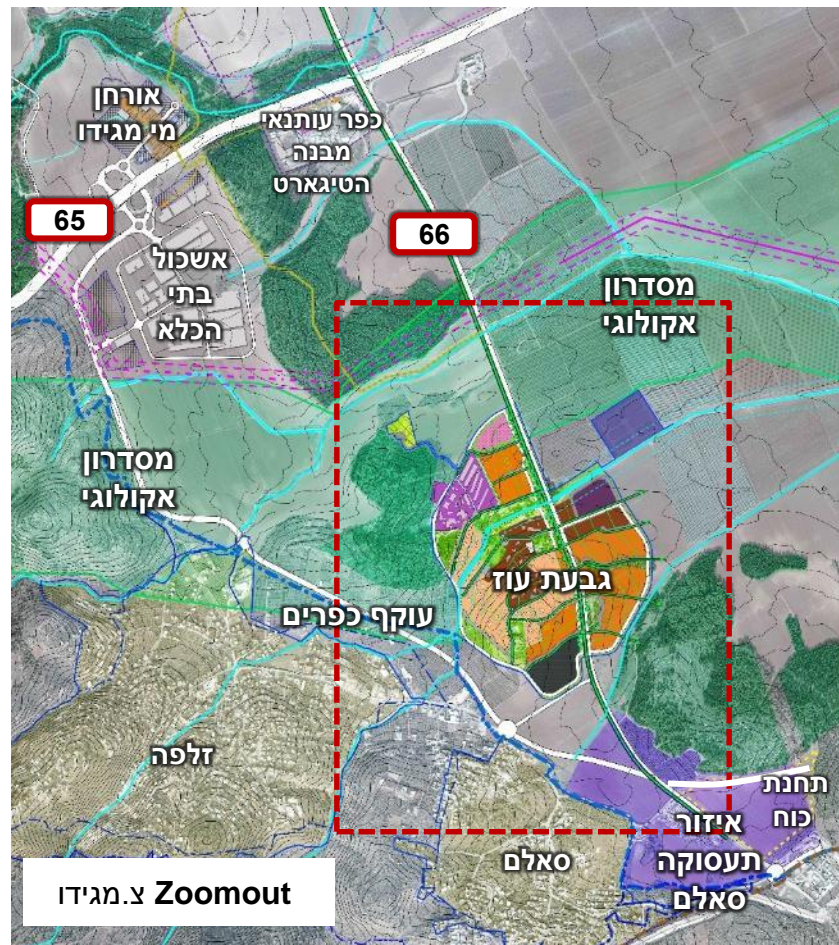 אורחן
מי מגידו
כפר עותנאי
מבנה
הטיגארט
65
66
אשכול
בתי
הכלא
מסדרון
אקולוגי
מסדרון
אקולוגי
גבעת עוז
עוקף כפרים
זלפה
תחנת
כוח
איזור
תעסוקה
סאלם
סאלם
Zoomout צ.מגידו